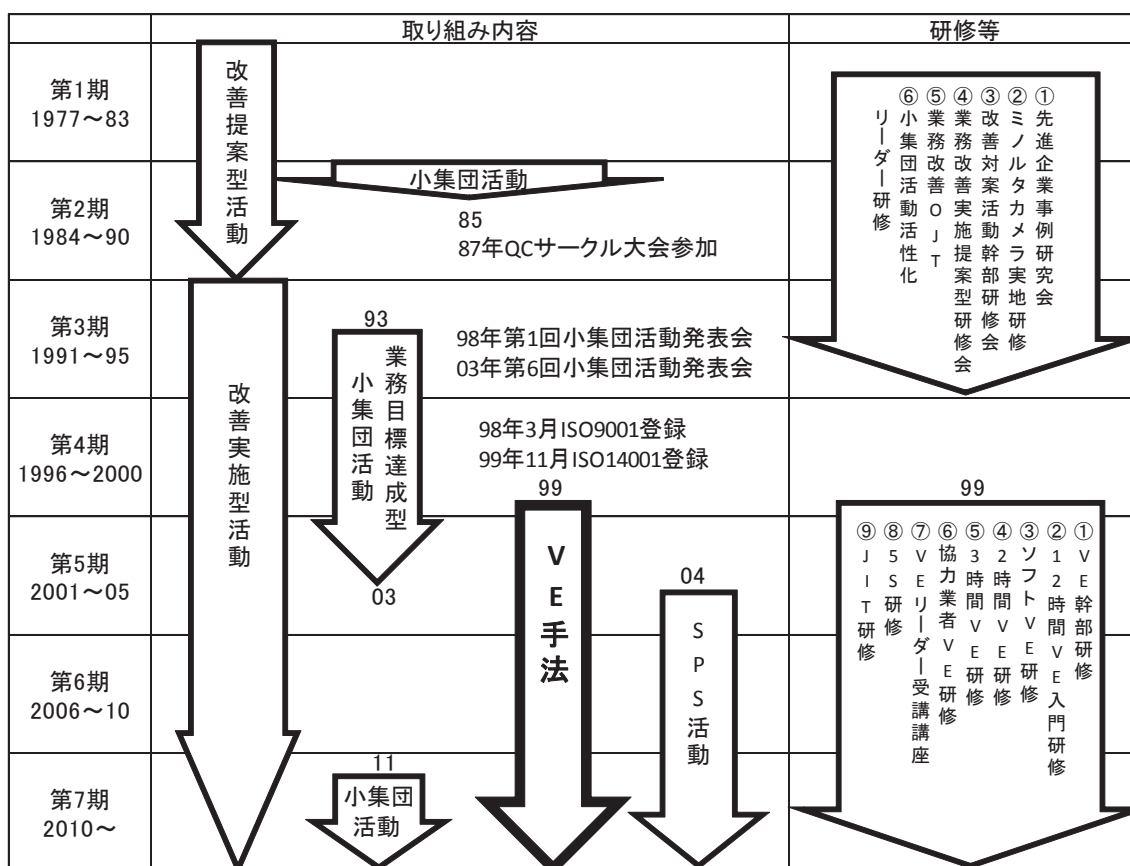 取り組み内容
研修等
第1期
1977～83
改善提案型活動
①先進企業事例研究会
②ミノルタカメラ実地研修
③改善対案活動幹部研修会
④業務改善実施提案型研修会
⑤業務改善OJT
⑥小集団活動活性化
リーダー研修
第2期
1984～90
小集団活動
85
87年QCサークル大会参加
第3期
1991～95
改善実施型活動
93
業務目標達成型
小集団活動
03
98年第1回小集団活動発表会
03年第6回小集団活動発表会
第4期
1996～2000
98年3月ISO9001登録
99年11月ISO14001登録
99
VE手法
99
①VE幹部研修
②12時間VE入門研修
③ソフトVE研修
④2時間VE研修
⑤3時間VE研修
⑥協力業者VE研修
⑦VEリーダー受講講座
⑧5S研修
⑨JIT研修
第5期
2001～05
04
SPS活動
第6期
2006～10
第7期
2010～
11
小集団
活動